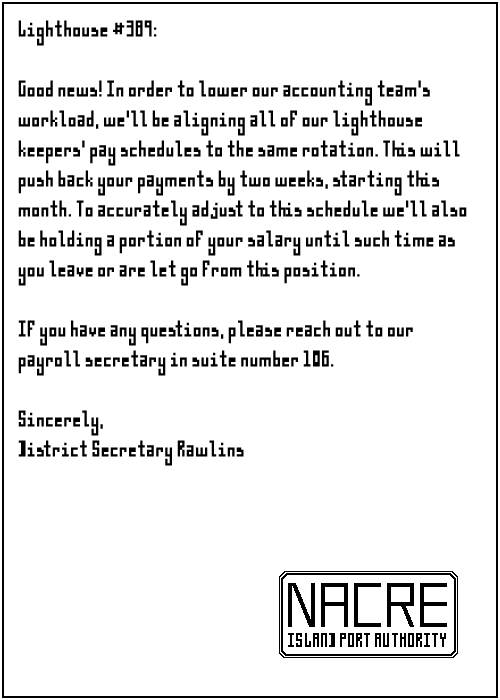 Lighthouse #389:
Good news! In order to lower our accounting team's
workload, we'll be aligning all of our lighthouse
keepers' pay schedules to the same rotation. This will
push back your payments by two weeks, starting this
month. To accurately adjust to this schedule we'll also
be holding a portion of your salary until such time as
you leave or are let go from this position.
If you have any questions, please reach out to our
payroll secretary in suite number 106.
Sincerely,
District Secretary Rawlins
NACRE
ISLAND PORT AUTHORITY